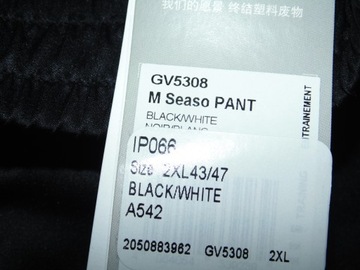 我们的愿景 终结塑料废物
GV5308
M Seaso PANT
BLACK/WHITE
NOIR/BLANC
ENTRAINEMENT
IP066
Size 2XL43/47
BLACK/WHITE
A542
2050883962 GV5308 2XL